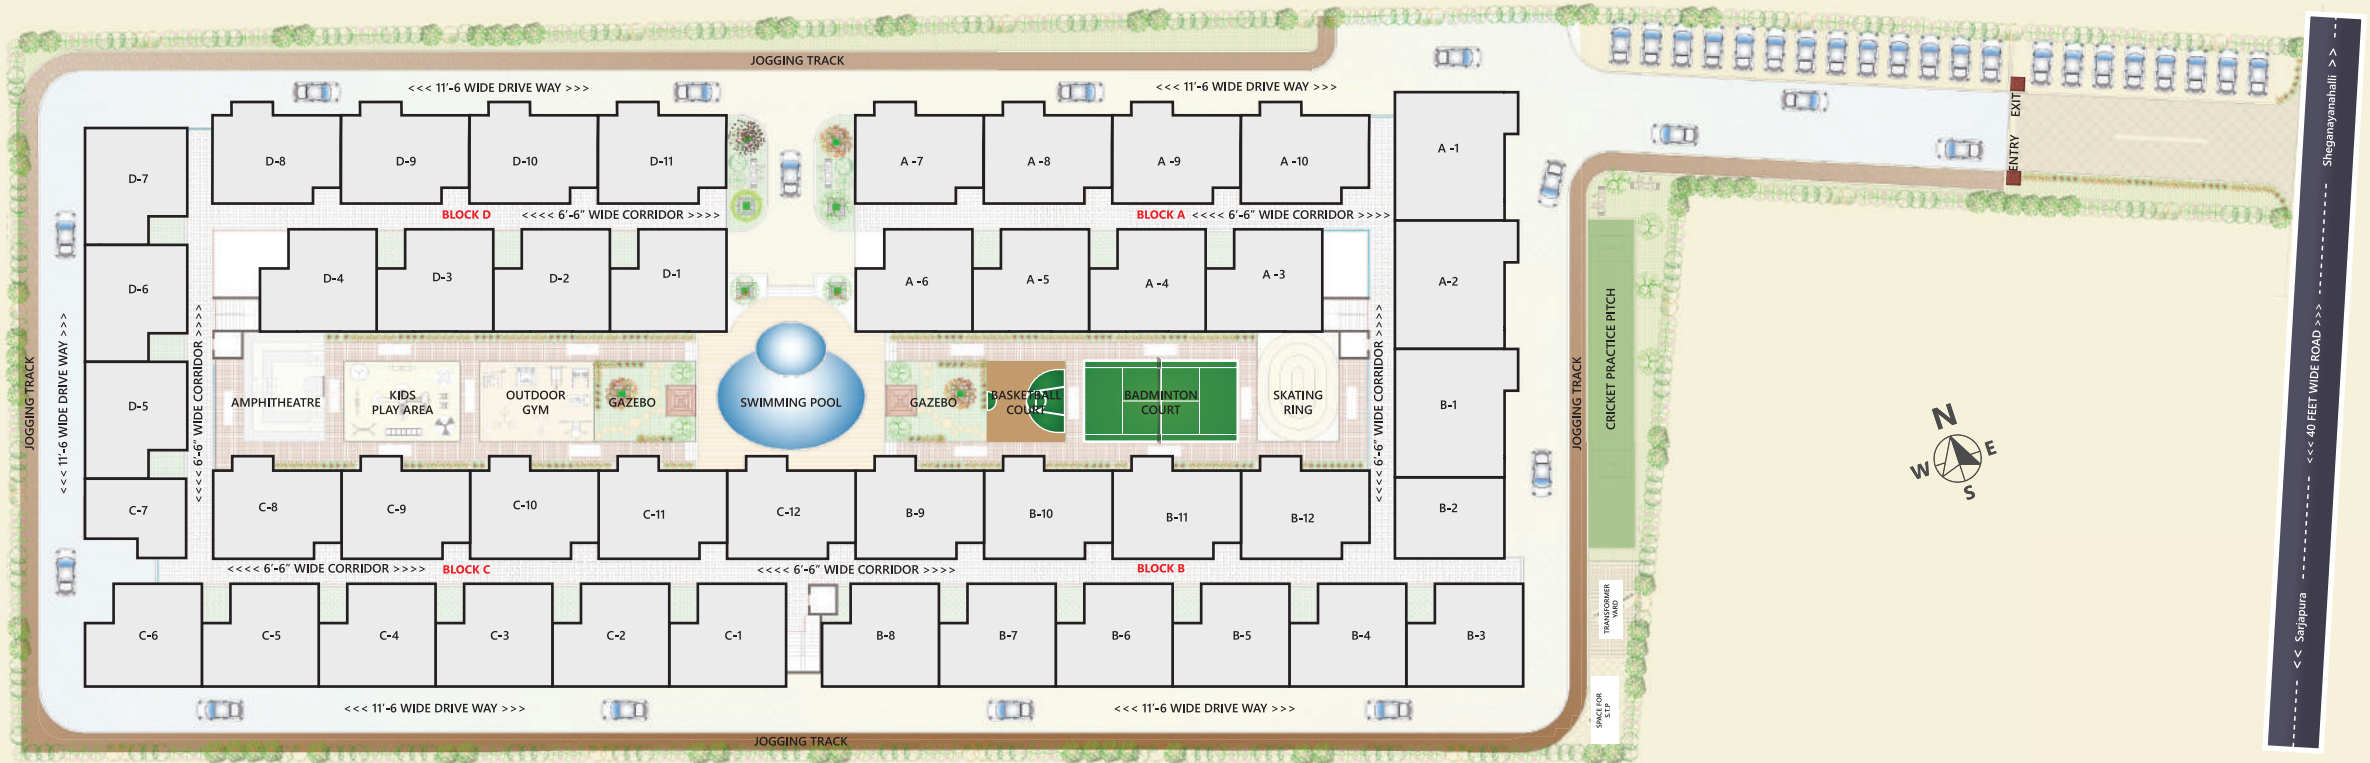 JOGGING TRACK
<<< 11'-6 WIDE DRIVE WAY >>>
<<< 11'-6 WIDE DRIVE WAY >>>
D-8
D-9
D-10
D-11
A -7
A -8
A -9
A -10
A -1
D-7
BLOCK D
<<<< 6'-6" WIDE CORRIDOR >>>>
BLOCK A
<<<< 6'-6" WIDE CORRIDOR >>>>
EXIT
ENTRY
Sheganayanahalli > >
<<< 40 FEET WIDE ROAD >>>
<< Sarjapura
D-6
D-4
D-3
D-2
D-1
A -6
A -5
A -4
A -3
A-2
JOGGING TRACK
<<< 11'-6 WIDE DRIVE WAY >>>
D-5
<<<< 6'-6" WIDE CORRIDOR >>>>
AMPHITHEATRE
KIDS
PLAY AREA
OUTDOOR
GYM
GAZEBO
SWIMMING POOL
GAZEBO
BASKETBALL
COURT
BADMINTON
COURT
SKATING
RING
<<<< 6'-6" WIDE CORRIDOR >>>>
B-1
JOGGING TRACK
CRICKET PRACTICE PITCH
N
E
W
S
C-7
C-8
C-9
C-10
C-11
C-12
B-9
B-10
B-11
B-12
B-2
<<<< 6'-6" WIDE CORRIDOR >>>>
BLOCK C
<<<< 6'-6" WIDE CORRIDOR >>>>
BLOCK B
C-6
C-5
C-4
C-3
C-2
C-1
B-8
B-7
B-6
B-5
B-4
B-3
TRANSFORMER
YARD
SPACE FOR
S.T.P
<<< 11'-6 WIDE DRIVE WAY >>>
<<< 11'-6 WIDE DRIVE WAY >>>
JOGGING TRACK